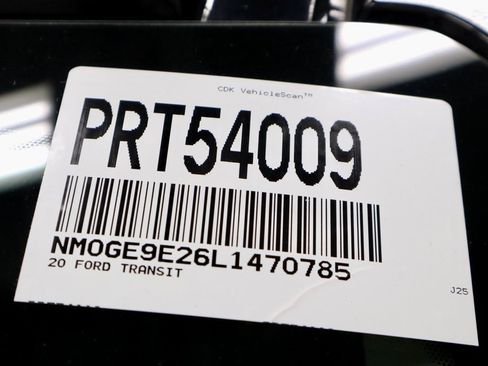 CDK VehicleScan™
PRT54009
NM0GE9E26L1470785
20 FORD TRANSIT
J25